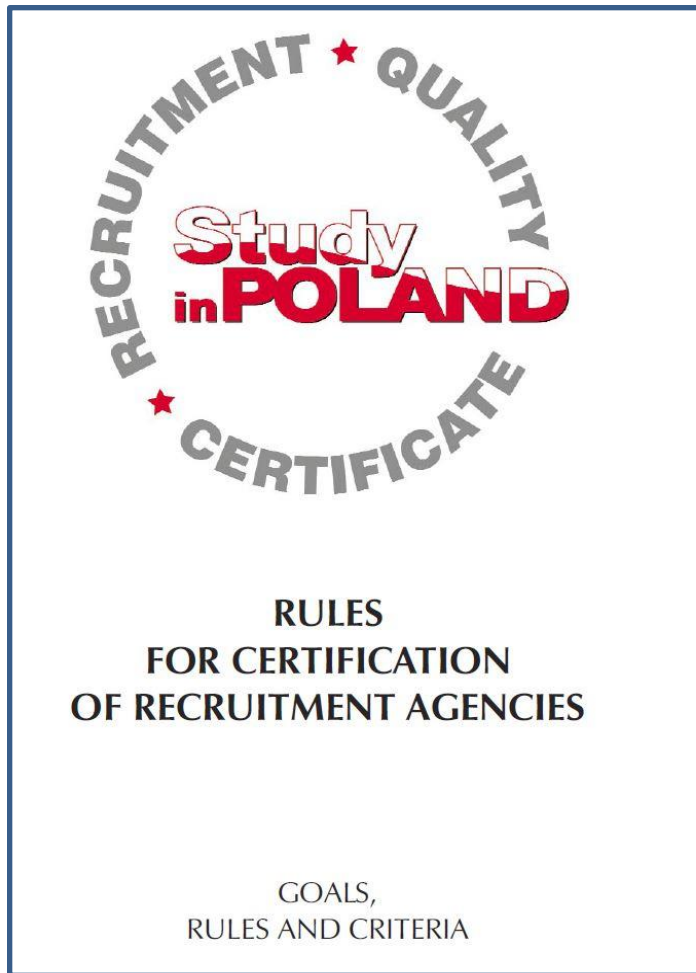 RECRUITMENT ★ QUALITY
Study
in POLAND
★ CERTIFICATE
RULES
FOR CERTIFICATION
OF RECRUITMENT AGENCIES
GOALS,
RULES AND CRITERIA